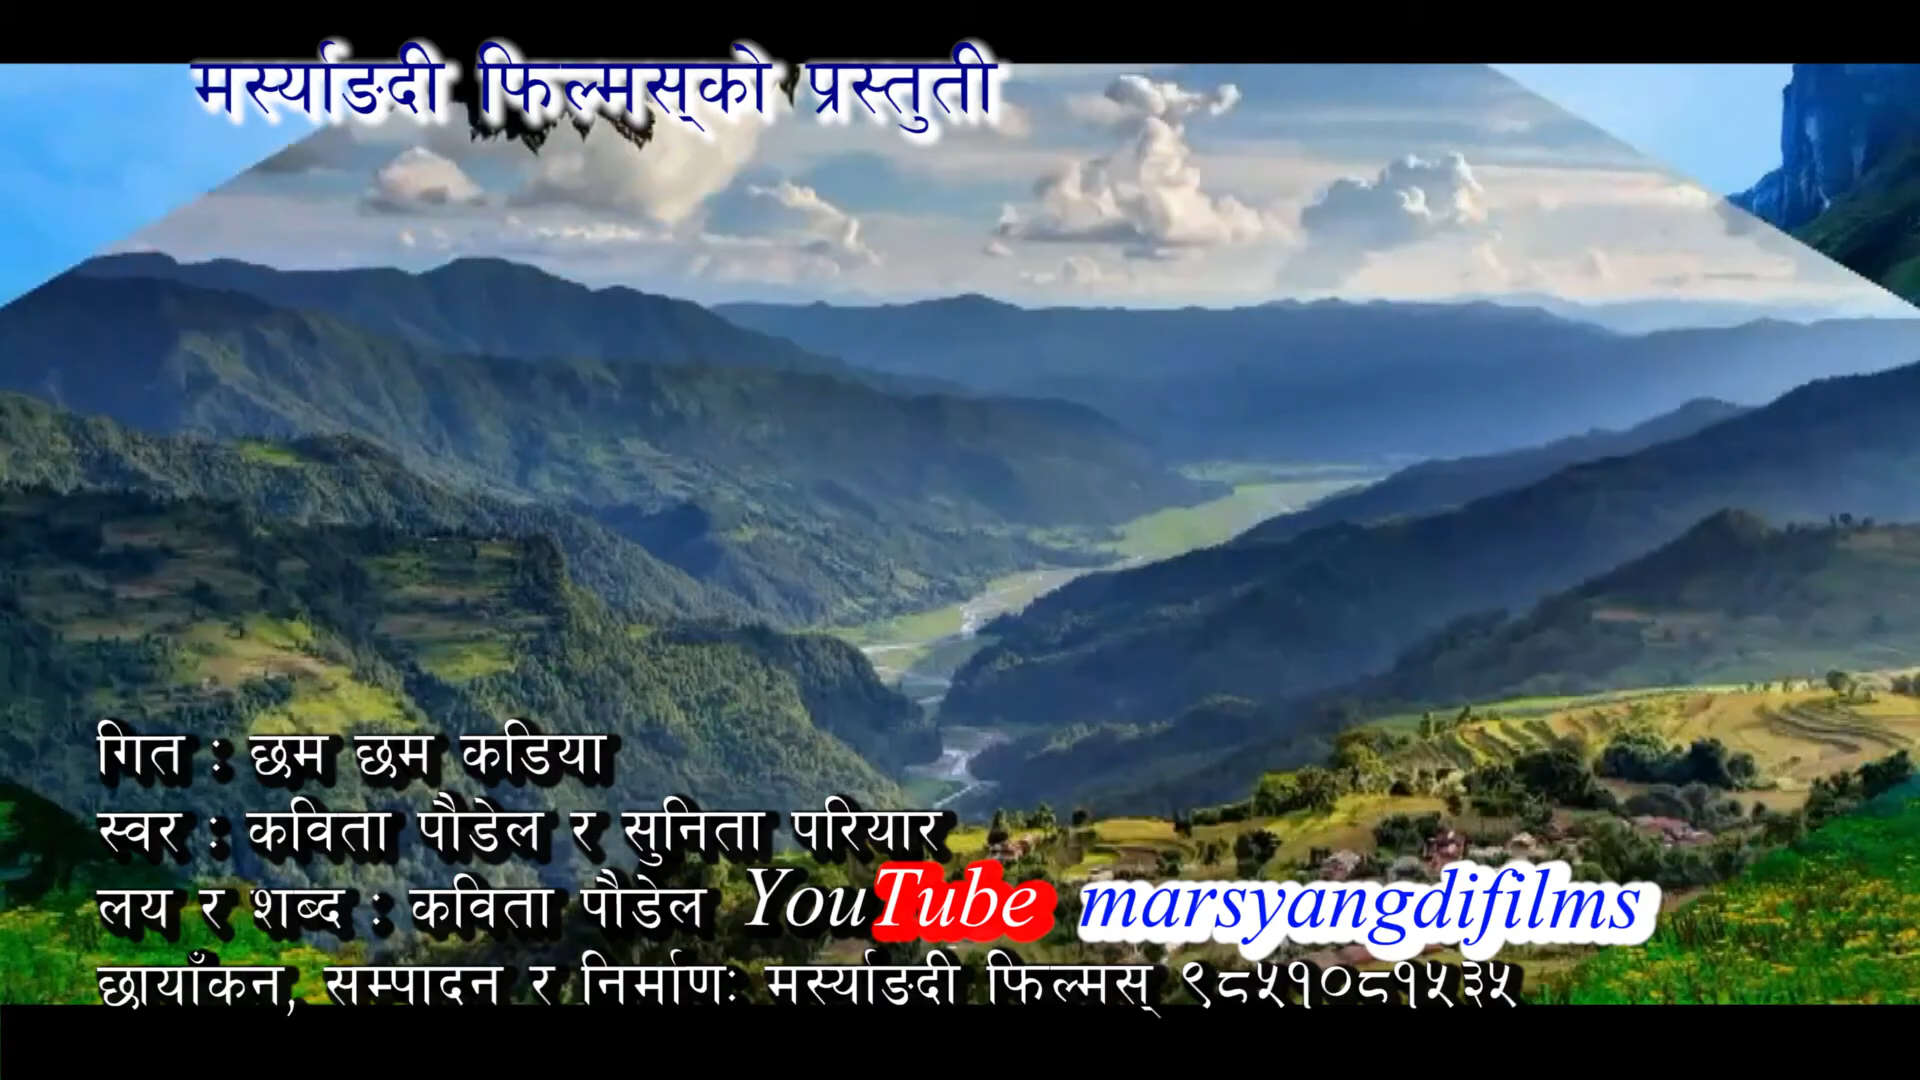 मर्स्याङदी फिल्मस्को प्रस्तुती
गित : छम छम कडिया
स्वर : कविता पौडेल र सुनिता परियार
लय र शब्द : कविता पौडेल YouTube marsyangdifilms
छायाँकन, सम्पादन र निर्माणः मर्स्याङदी फिल्मस् ९८५१०८१५३५